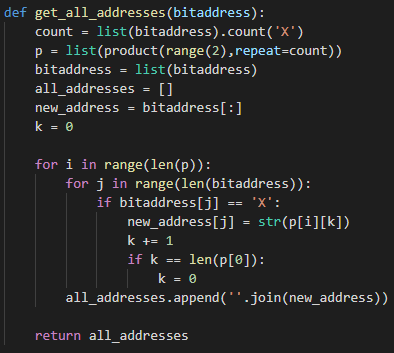 def get_all_addresses(bitaddress):
    count = list(bitaddress).count('X')
    p = list(product(range(2),repeat=count))
    bitaddress = list(bitaddress)
    all_addresses = []
    new_address = bitaddress[:]
    k = 0

    for i in range(len(p)):
        for j in range(len(bitaddress)):
            if bitaddress[j] == 'X':
                new_address[j] = str(p[i][k])
                k += 1
                if k == len(p[0]):
                    k = 0
        all_addresses.append(''.join(new_address))

    return all_addresses